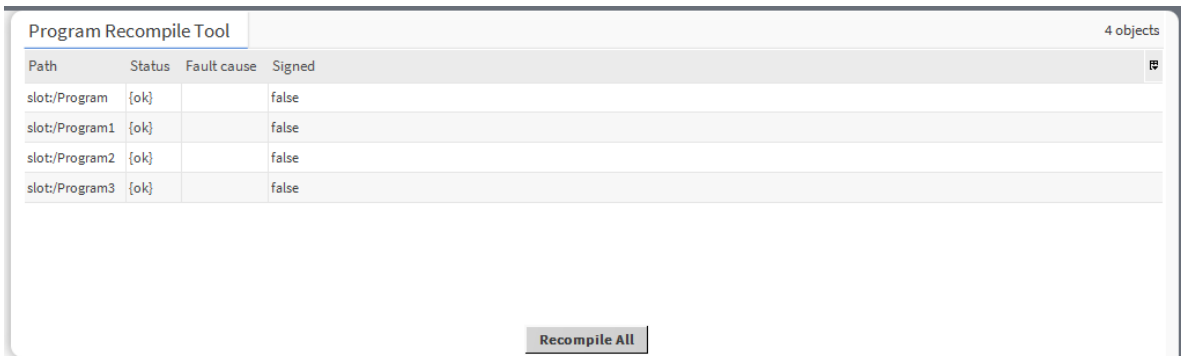 Program Recompile Tool 4 objects
Path Status Fault cause Signed
slot:/Program {ok} false
slot:/Program1 {ok} false
slot:/Program2 {ok} false
slot:/Program3 {ok} false
Recompile All